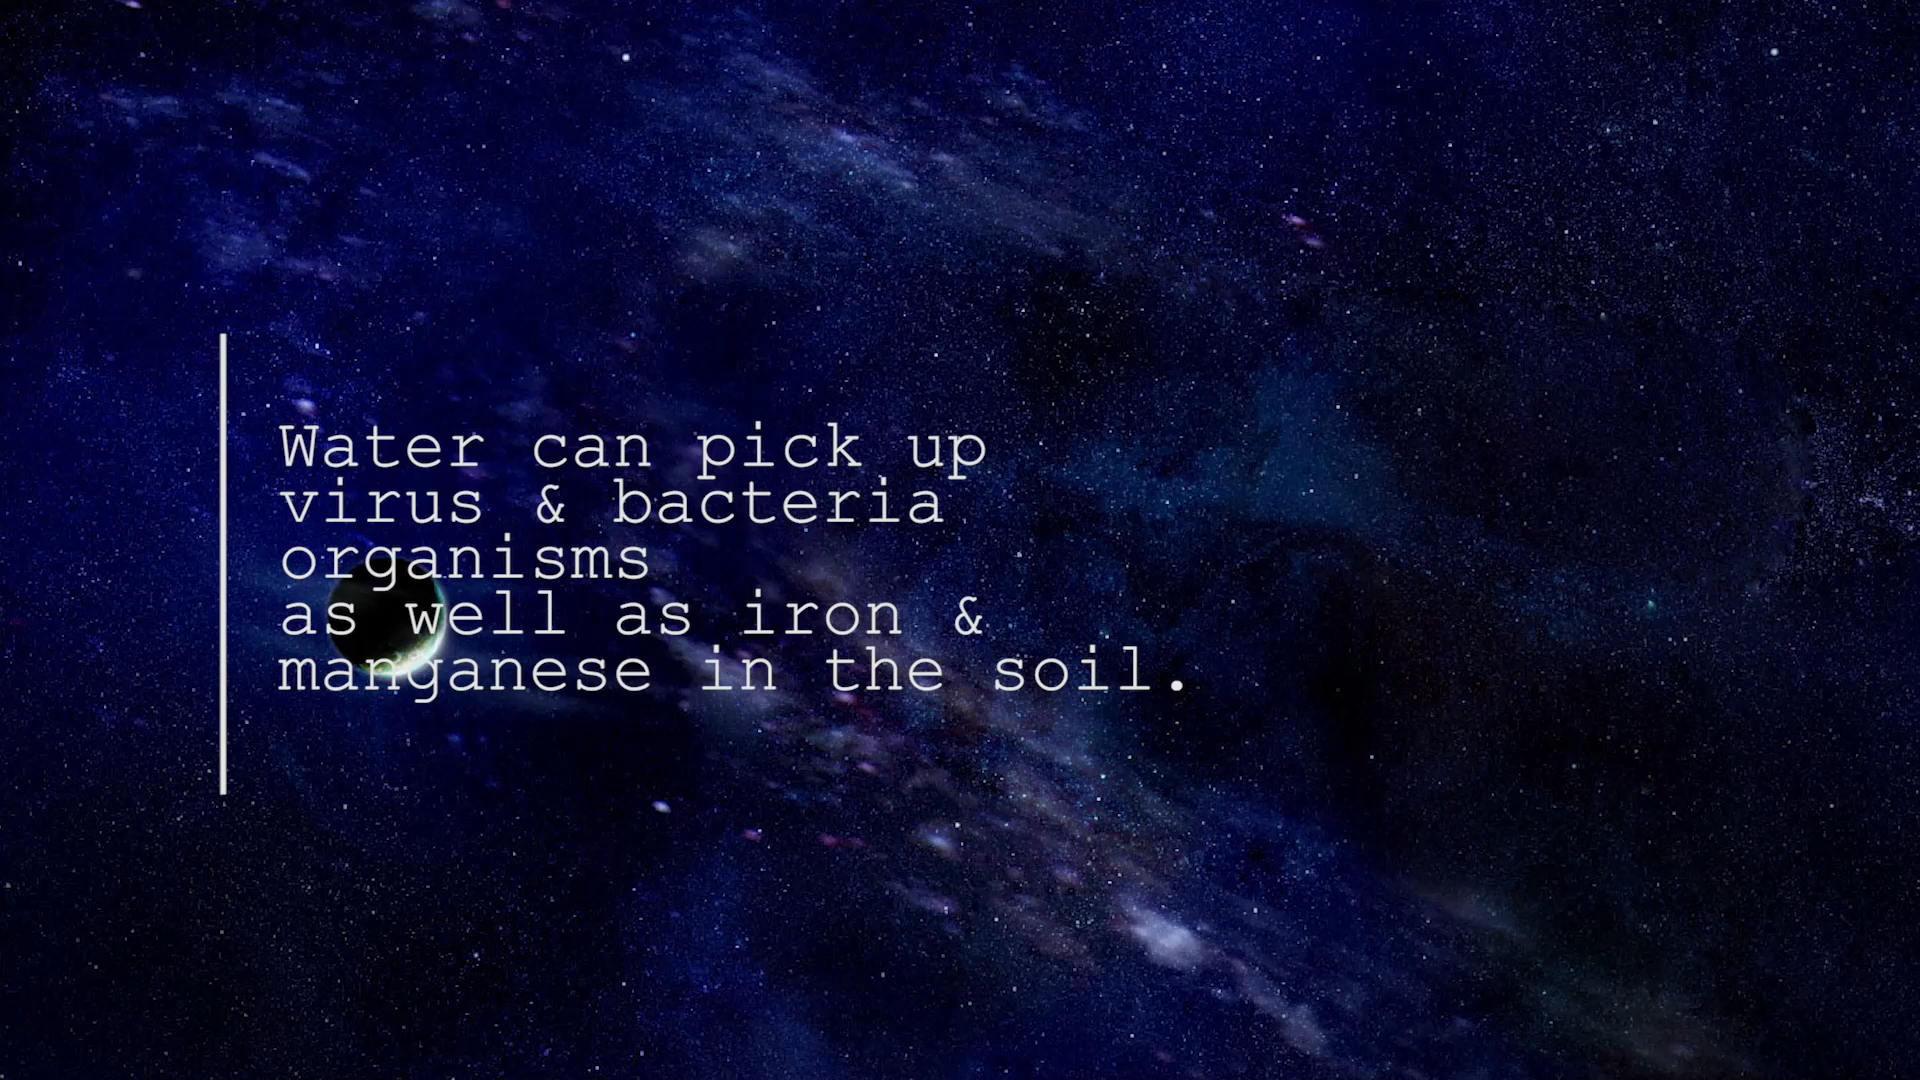 Water can pick up
virus & bacteria
organisms
as well as iron &
manganese in the soil.